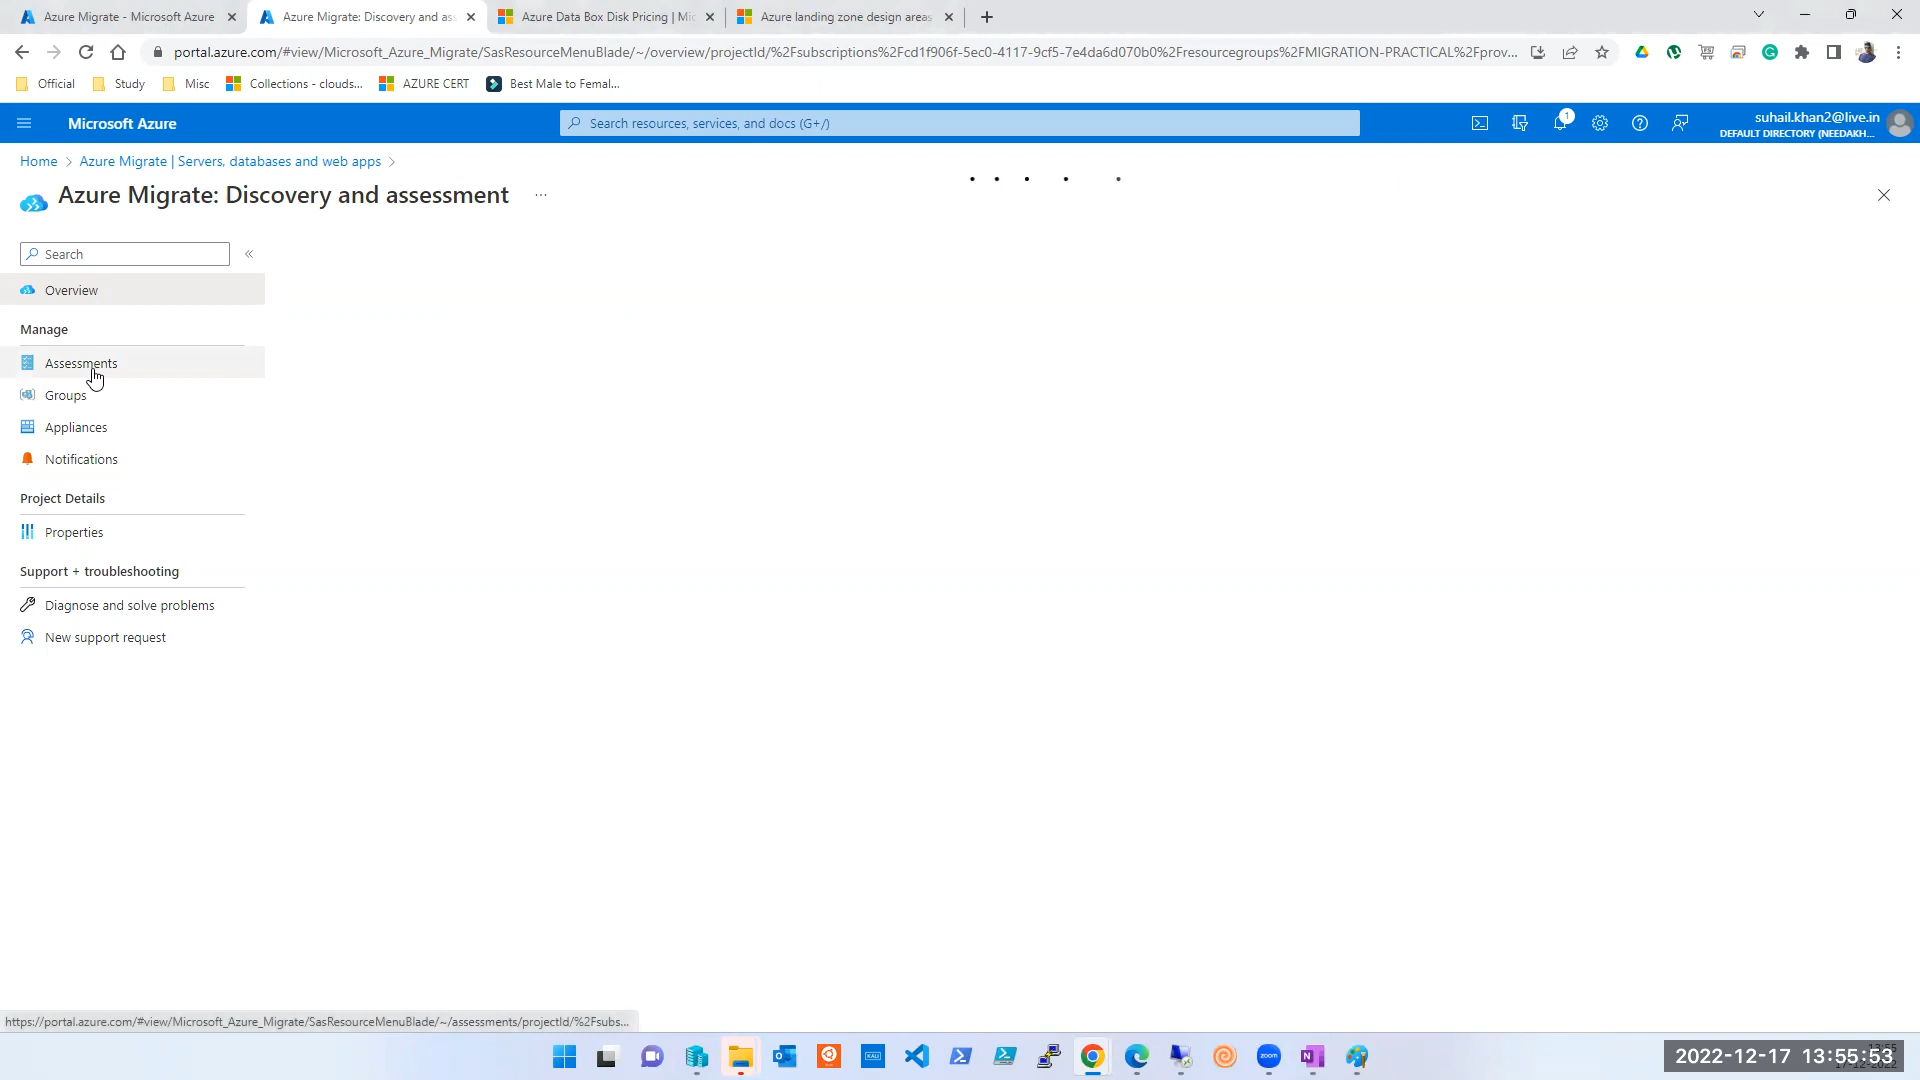 Azure Migrate - Microsoft Azure
Azure Migrate: Discovery and ass
Azure Data Box Disk Pricing | Mic
Azure landing zone design areas
portal.azure.com/#view/Microsoft_Azure_Migrate/SasResourceMenuBlade/~/overview/projectId/%2Fsubscriptions%2Fcd1f906f-5ec0-4117-9cf5-7e4da6d070b0%2Fresourcegroups%2FMIGRATION-PRACTICAL%2Fprov...
Official
Study
Misc
Collections - clouds...
AZURE CERT
Best Male to Femal...
Microsoft Azure
Search resources, services, and docs (G+/)
1
suhail.khan2@live.in
DEFAULT DIRECTORY (NEEDAKH...
Home > Azure Migrate | Servers, databases and web apps >
Azure Migrate: Discovery and assessment ...
Search
Overview
Manage
Assessments
Groups
Appliances
Notifications
Project Details
Properties
Support + troubleshooting
Diagnose and solve problems
New support request
https://portal.azure.com/#view/Microsoft_Azure_Migrate/SasResourceMenuBlade/~/assessments/projectId/%2Fsubs...
KALI
zoom
N
2022-12-17 13:55:53